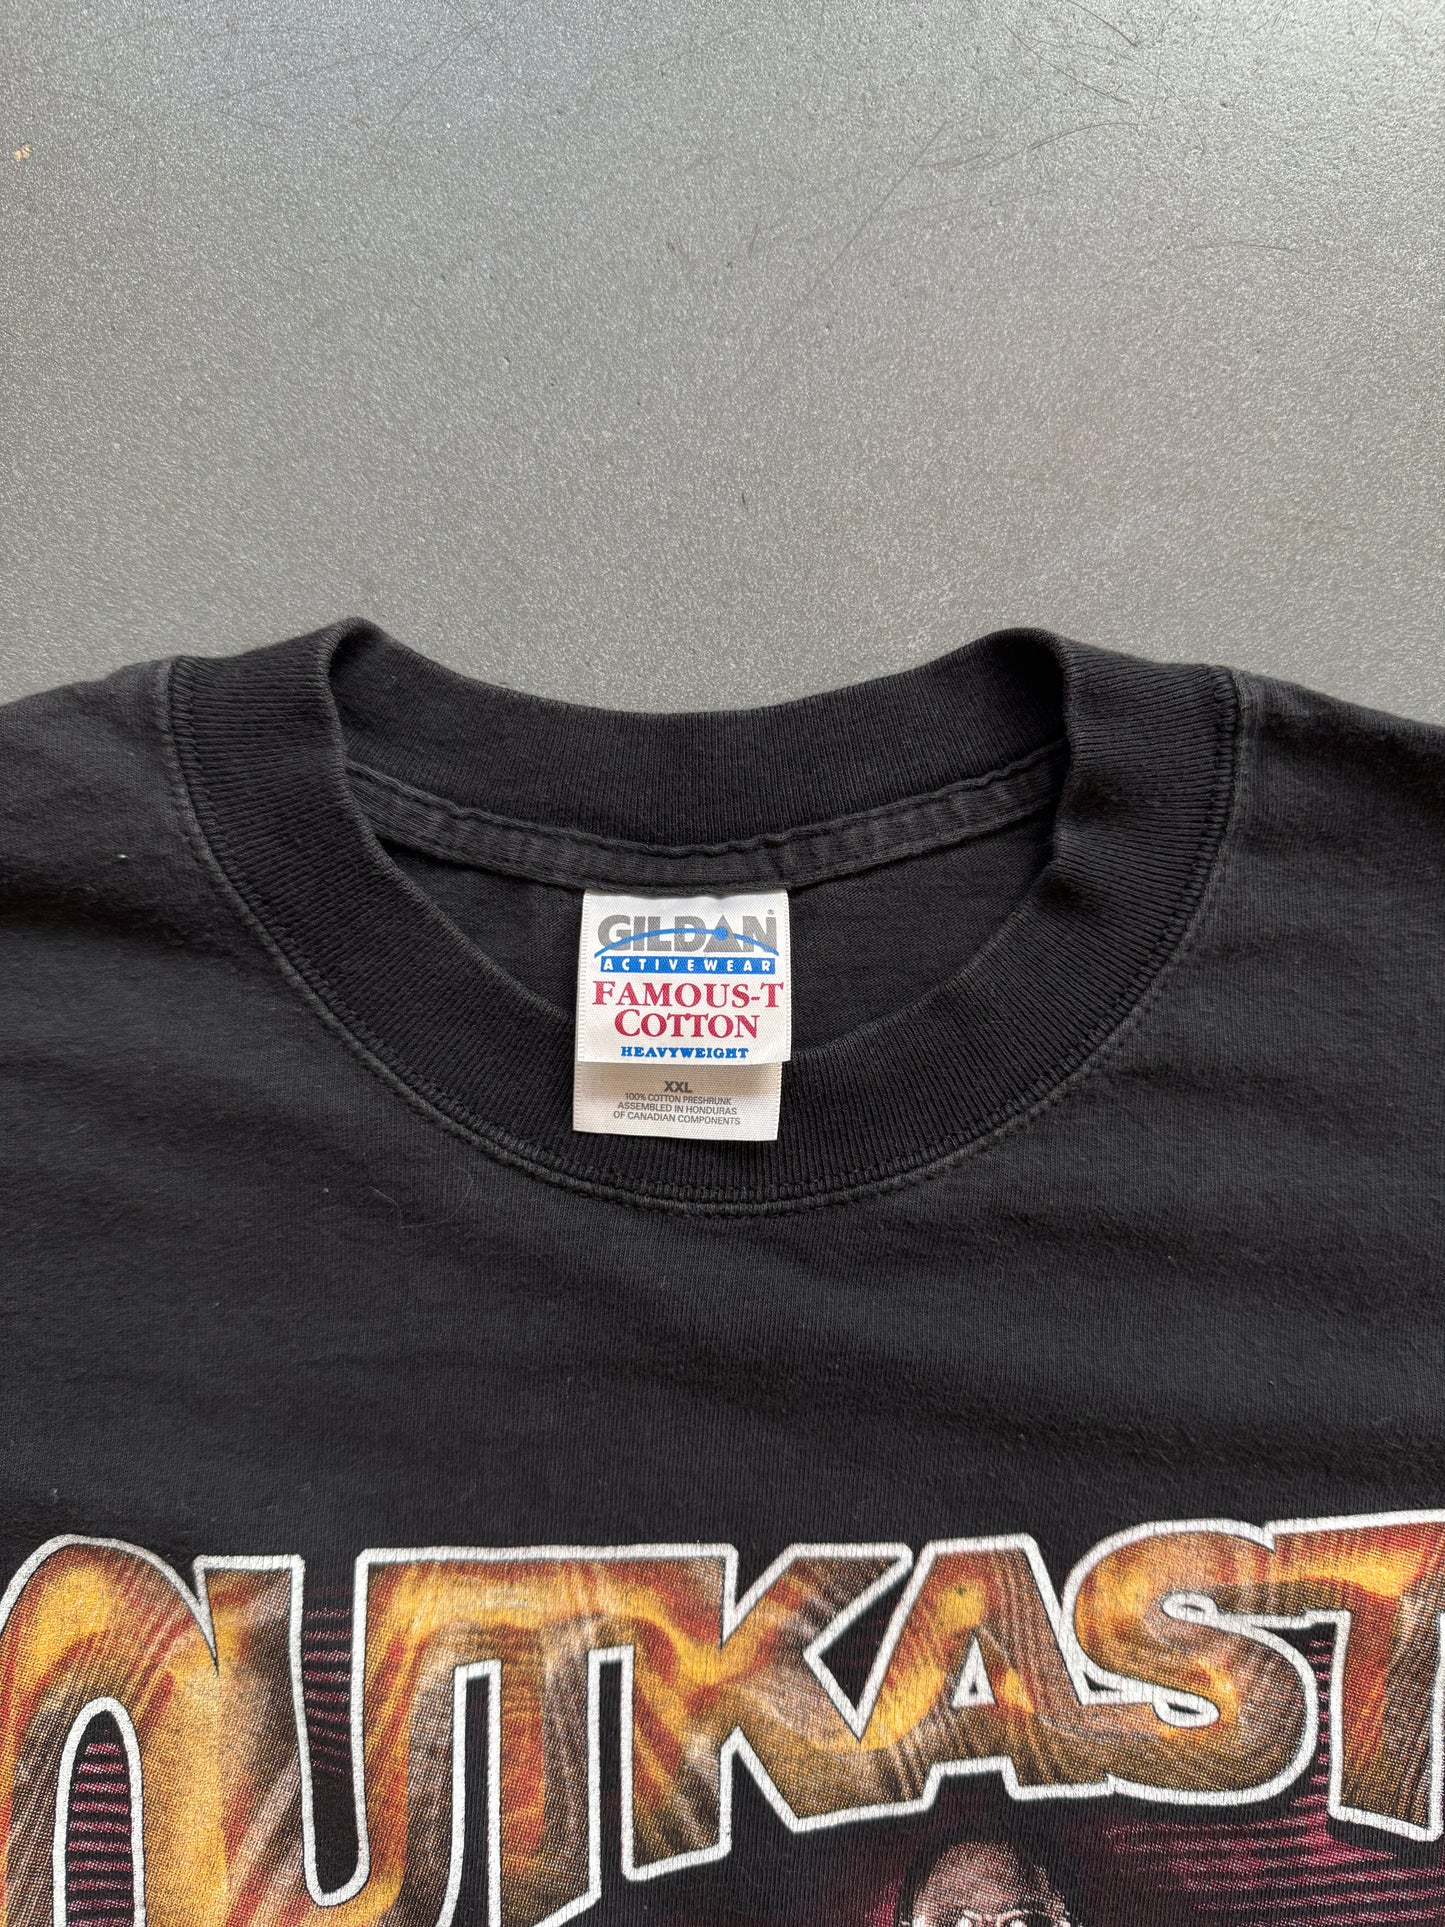 GILDAN®
ACTIVEWEAR
FAMOUS-T
COTTON
HEAVYWEIGHT
XXL
100% COTTON PRESHRUNK
ASSEMBLED IN HONDURAS
OF CANADIAN COMPONENTS
OUTKAST